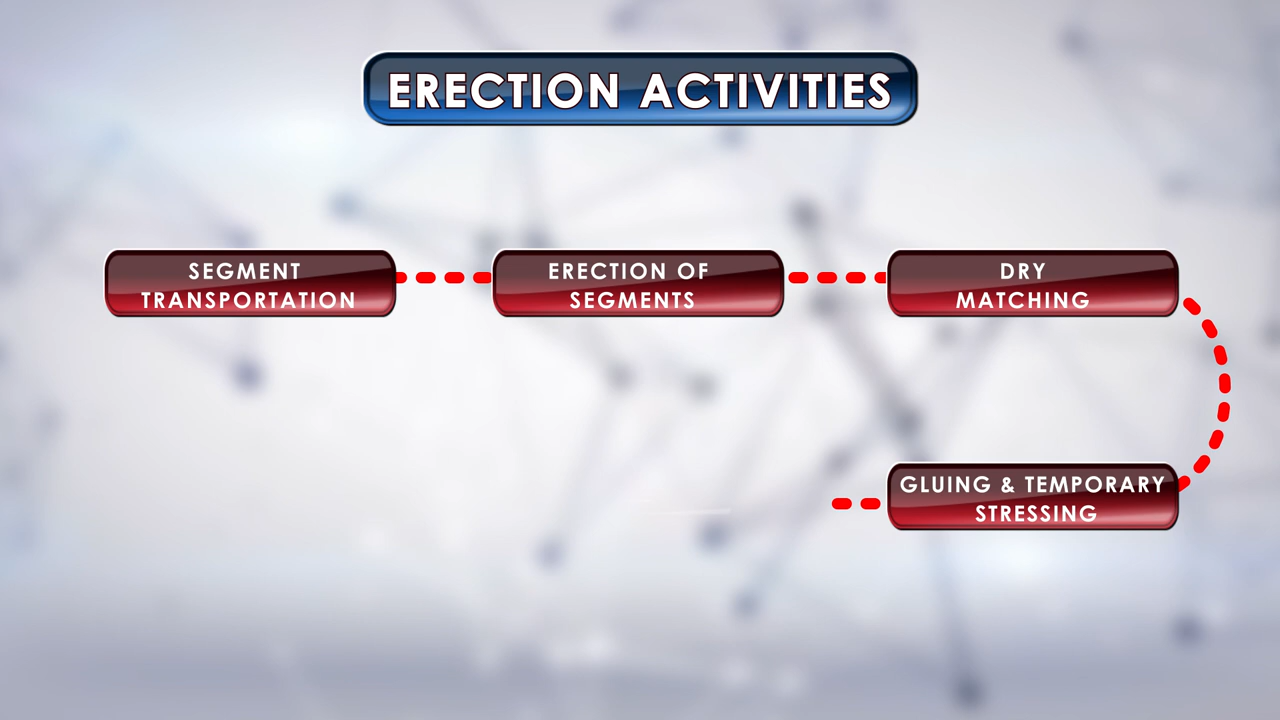 ERECTION ACTIVITIES
SEGMENT
TRANSPORTATION
ERECTION OF
SEGMENTS
DRY
MATCHING
GLUING & TEMPORARY
STRESSING